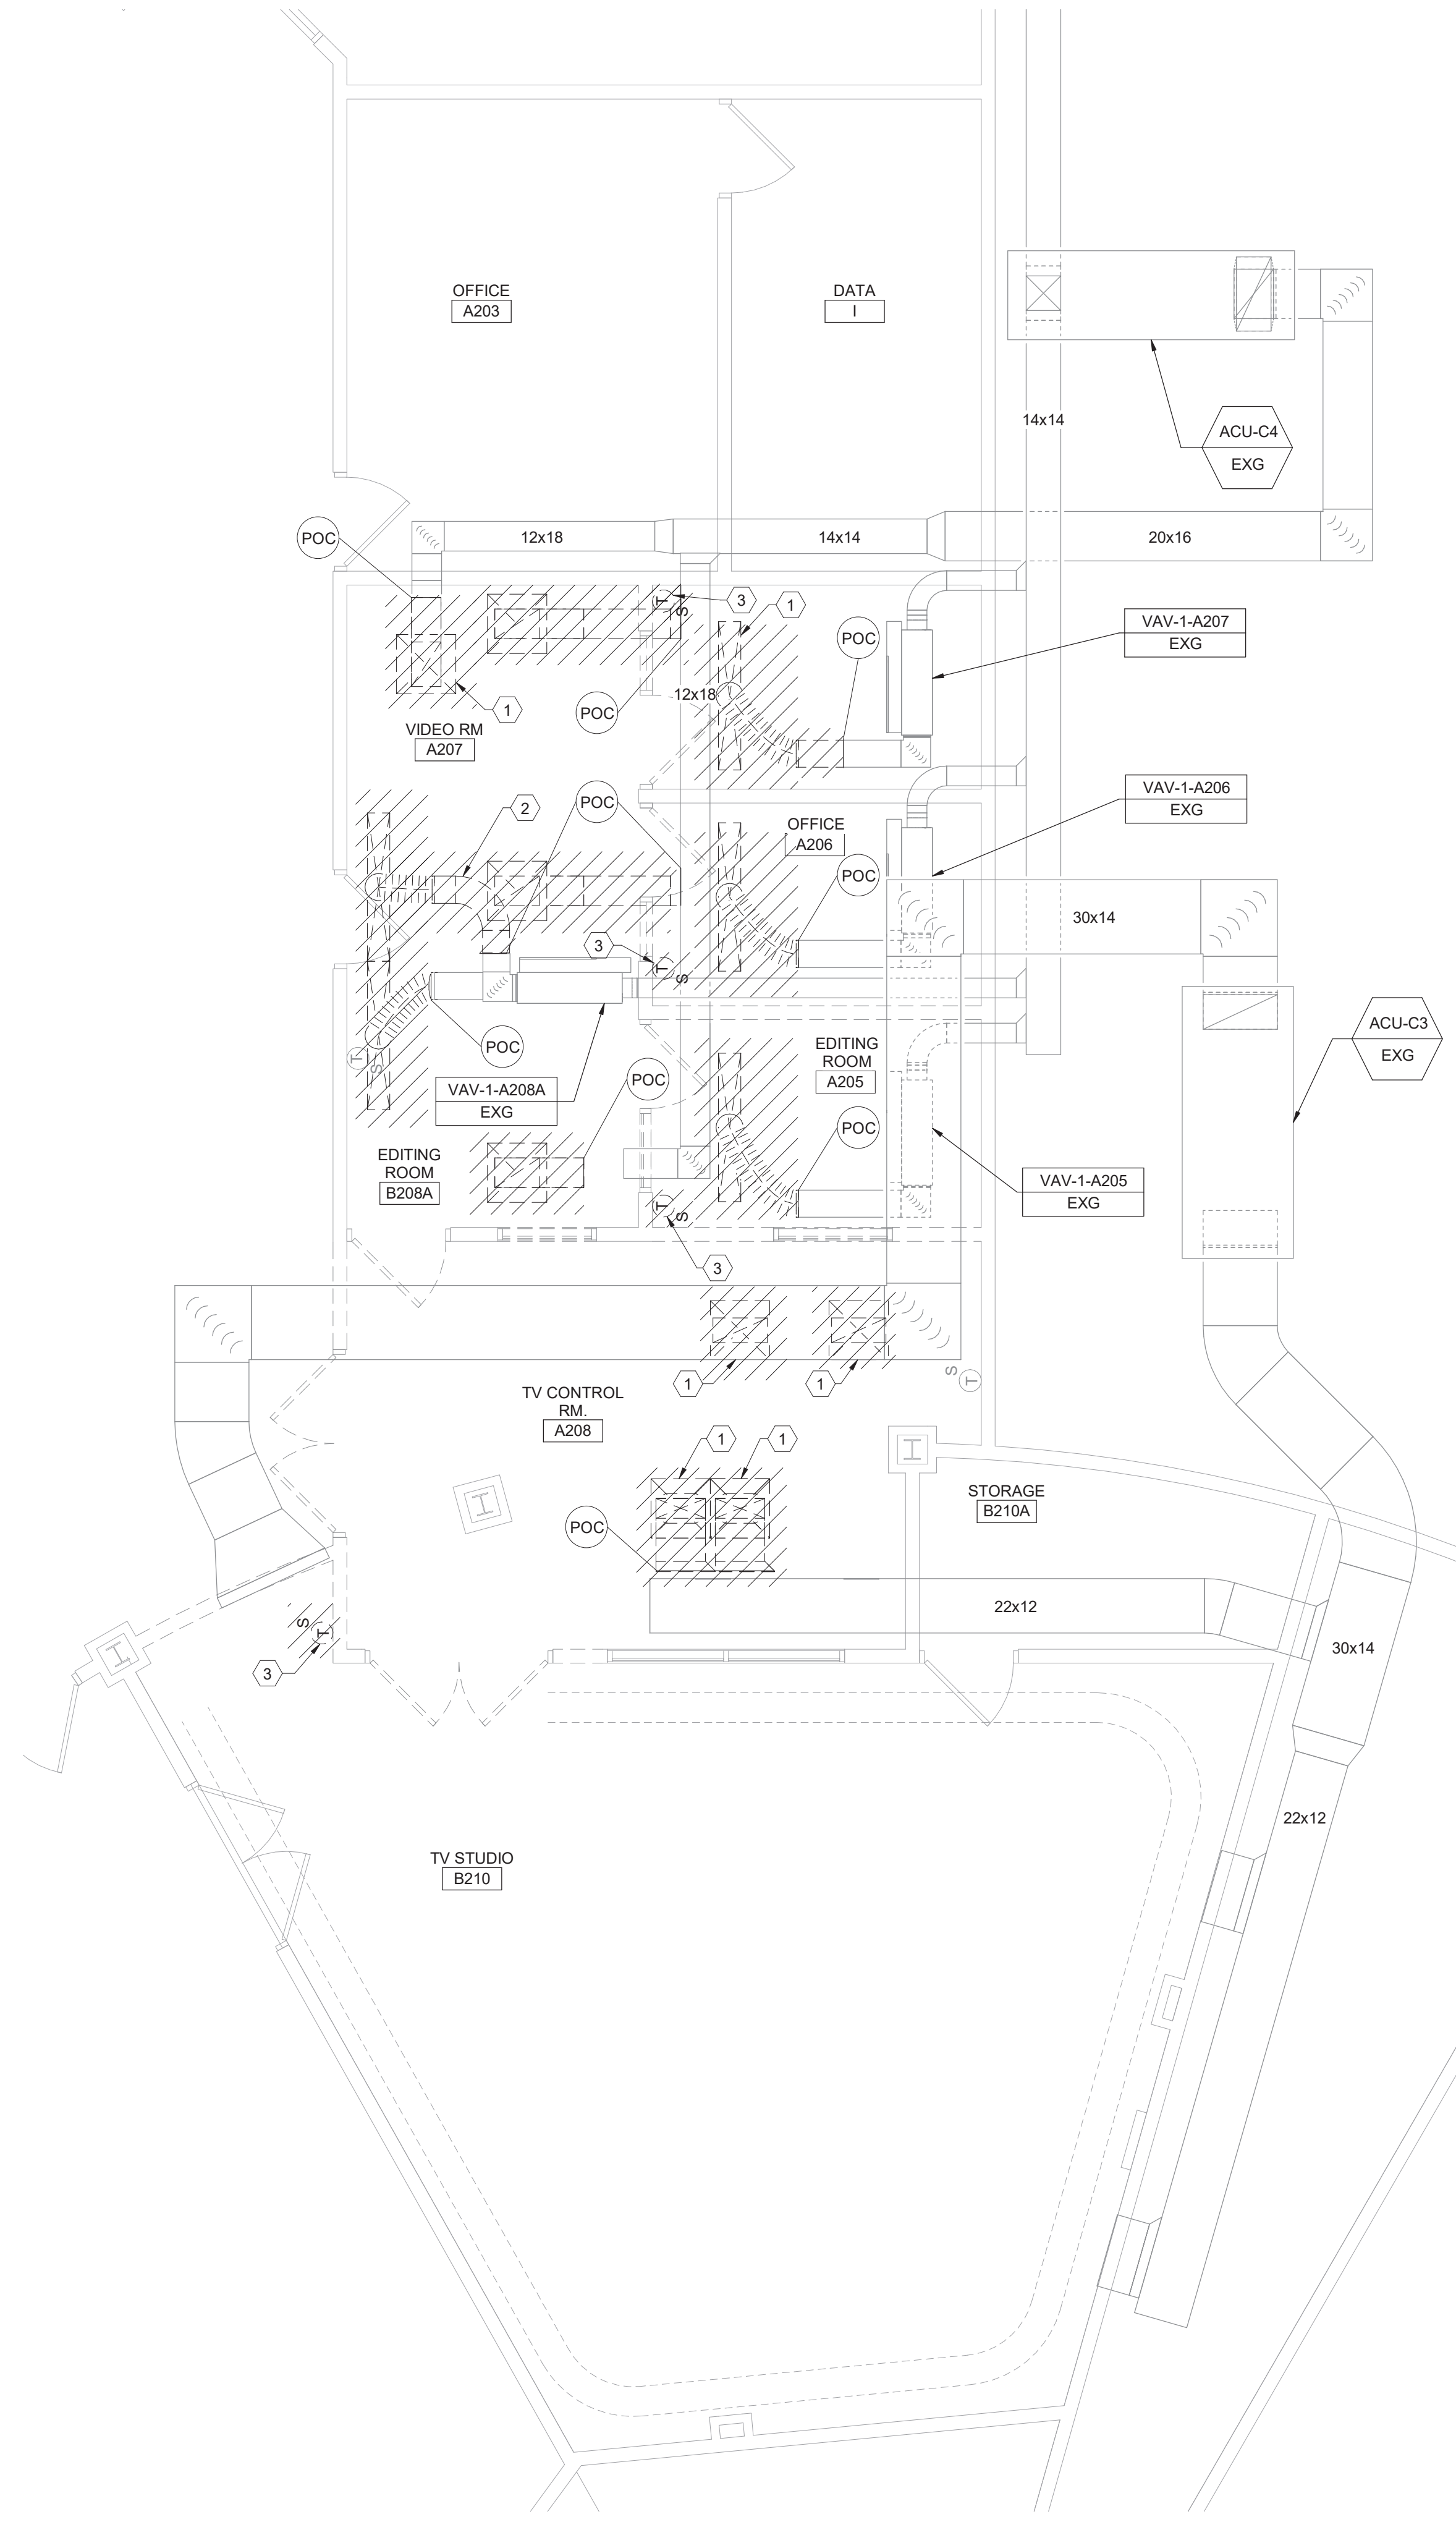 OFFICE
A203
DATA
I
14x14
ACU-C4
EXG
POC
12x18
14x14
20x16
T
S
3
1
POC
VAV-1-A207
EXG
12x18
1
POC
VIDEO RM
A207
VAV-1-A206
EXG
POC
2
OFFICE
A206
POC
30x14
3
T
S
ACU-C3
EXG
POC
T
S
EDITING
ROOM
A205
POC
VAV-1-A208A
EXG
POC
EDITING
ROOM
B208A
VAV-1-A205
EXG
T
S
3
1
1
S
T
TV CONTROL
RM.
A208
1
1
I
I
STORAGE
B210A
POC
22x12
S
T
3
I
30x14
22x12
TV STUDIO
B210